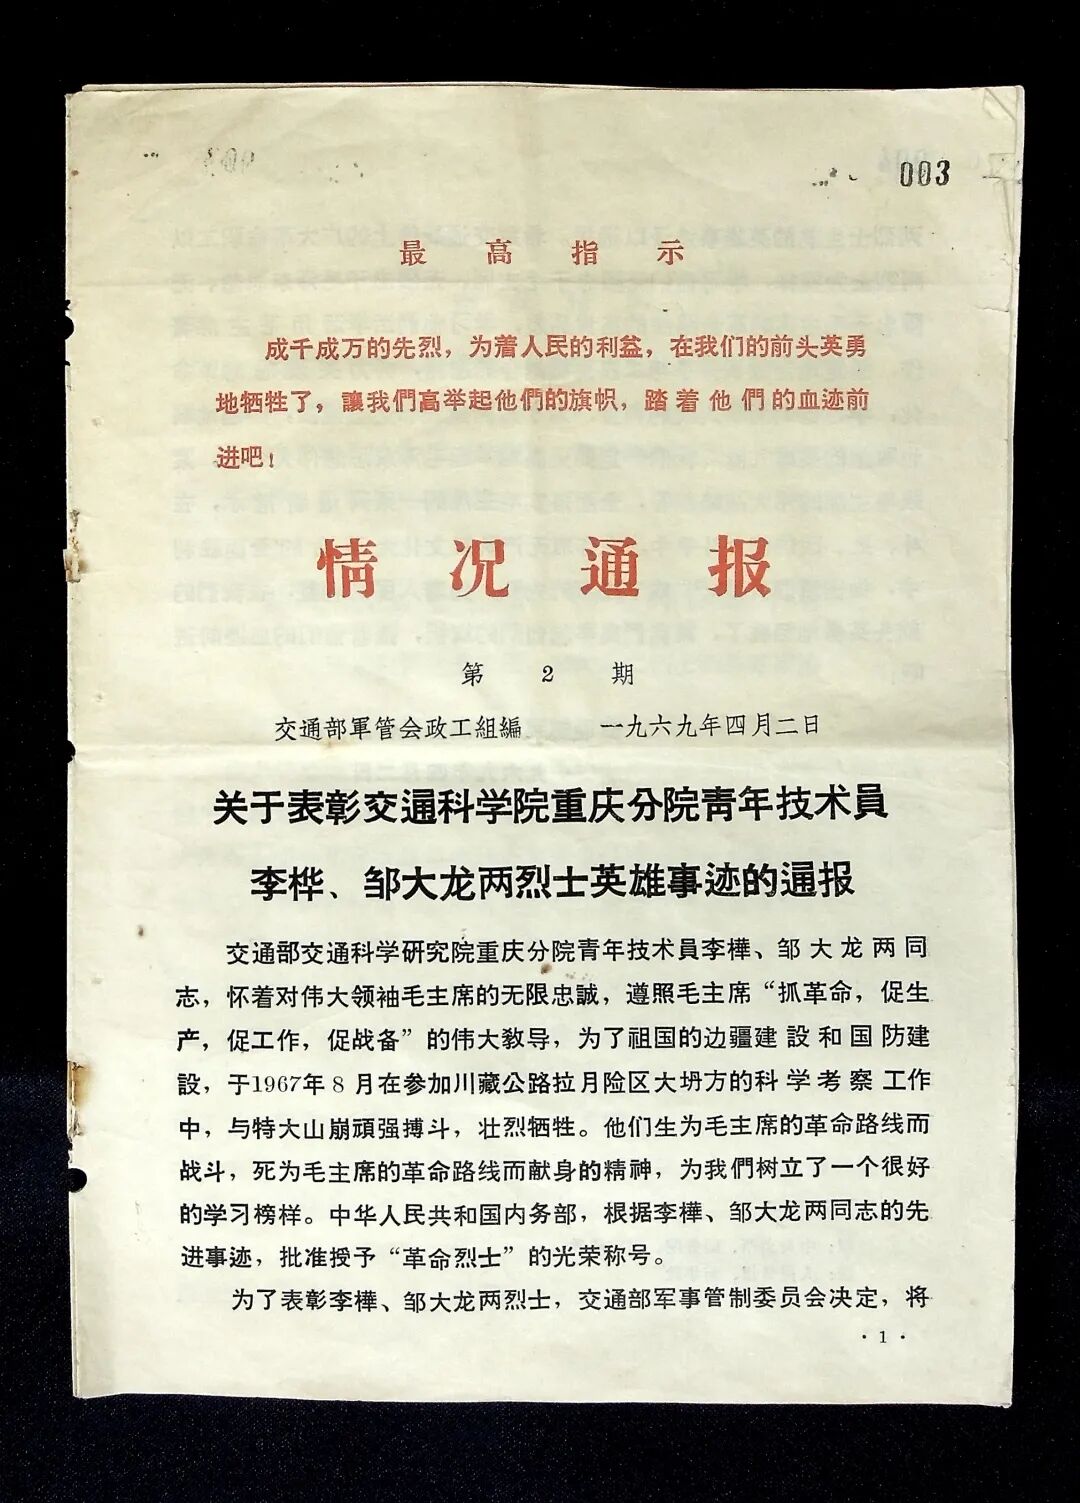 003
最高指示
成千成万的先烈，为着人民的利益，在我们的前头英勇
地牺牲了，讓我們高举起他們的旗帜，踏着他們的血迹前
进吧！
情况通报
第2期
交通部軍管会政工組編 一九六九年四月二日
关于表彰交通科学院重庆分院青年技术員
李桦、邹大龙两烈士英雄事迹的通报
交通部交通科学研究院重庆分院青年技术員李樺、邹大龙两同
志，怀着对伟大领袖毛主席的无限忠誠，遵照毛主席“抓革命，促生
产，促工作，促战备”的伟大教导，为了祖国的边疆建設和国防建
設，于1967年8月在参加川藏公路拉月险区大坍方的科学考察工作
中，与特大山崩頑强搏斗，壮烈牺牲。他们生为毛主席的革命路线而
战斗，死为毛主席的革命路线而献身的精神，为我們树立了一个很好
的学习榜样。中华人民共和国内务部，根据李樺、邹大龙两同志的先
进事迹，批准授予“革命烈士”的光荣称号。
为了表彰李樺、邹大龙两烈士，交通部军事管制委员会决定，将
·1·